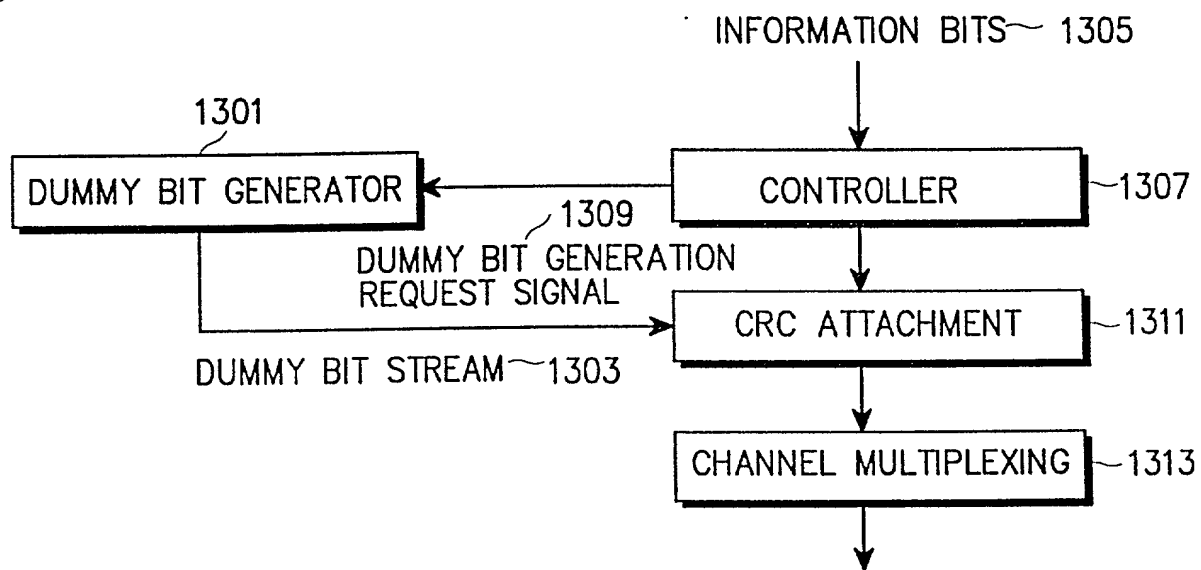 INFORMATION BITS 1305
1301
DUMMY BIT GENERATOR
CONTROLLER
1307
1309
DUMMY BIT GENERATION
REQUEST SIGNAL
CRC ATTACHMENT
1311
DUMMY BIT STREAM 1303
CHANNEL MULTIPLEXING
1313